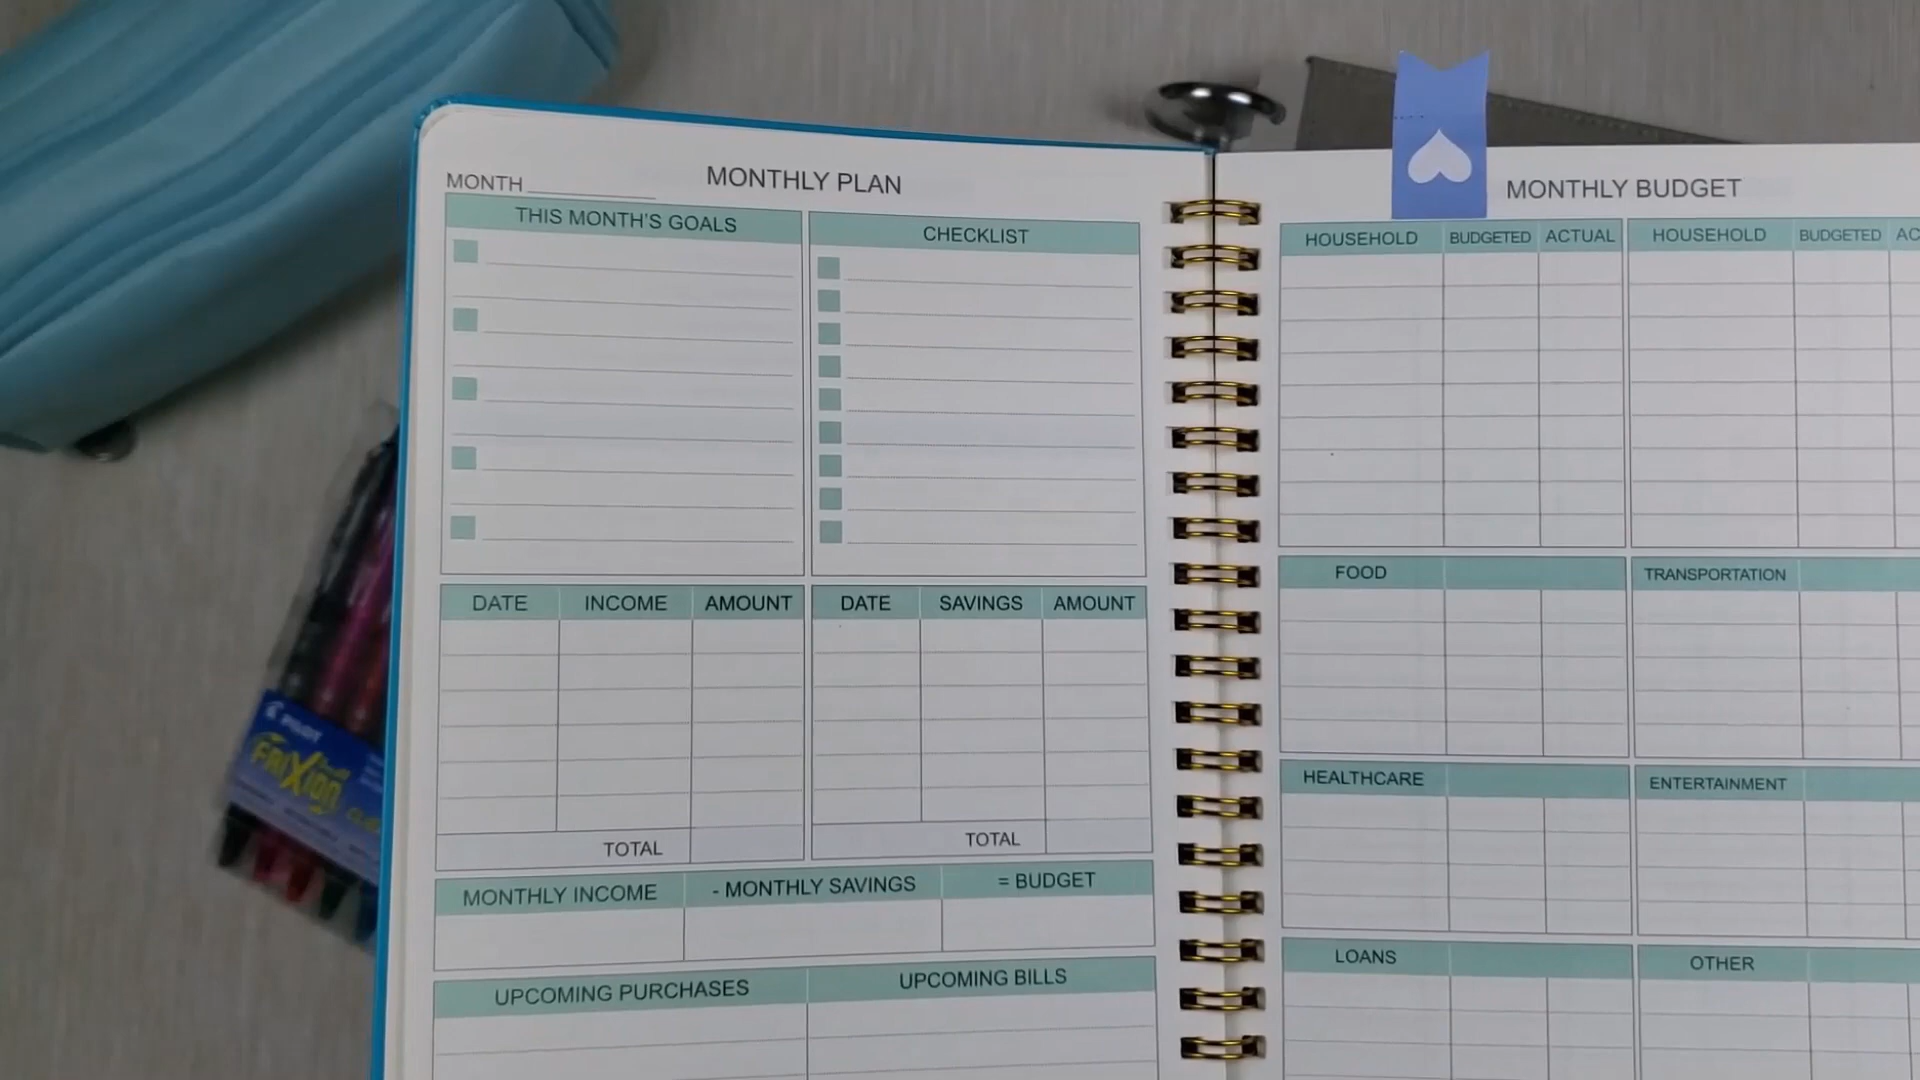 MONTHLY PLAN
MONTH
THIS MONTH'S GOALS
CHECKLIST
DATE INCOME AMOUNT
DATE SAVINGS AMOUNT
TOTAL
TOTAL
MONTHLY INCOME - MONTHLY SAVINGS = BUDGET
UPCOMING PURCHASES UPCOMING BILLS
MONTHLY BUDGET
HOUSEHOLD BUDGETED ACTUAL
HOUSEHOLD BUDGETED AC
FOOD
TRANSPORTATION
HEALTHCARE
ENTERTAINMENT
LOANS
OTHER
PILOT
FRIXion